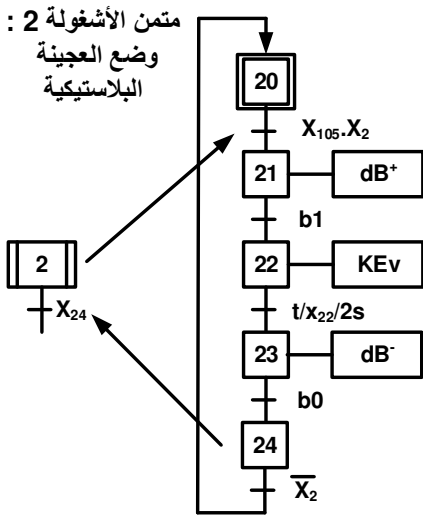 متمن الأشغولة 2 :
وضع العجينة
البلاستيكية
20
X₁₀₅.X₂
21
dB⁺
b1
2
22
KEv
X₂₄
t/x₂₂/2s
23
dB⁻
b0
24
X̅₂